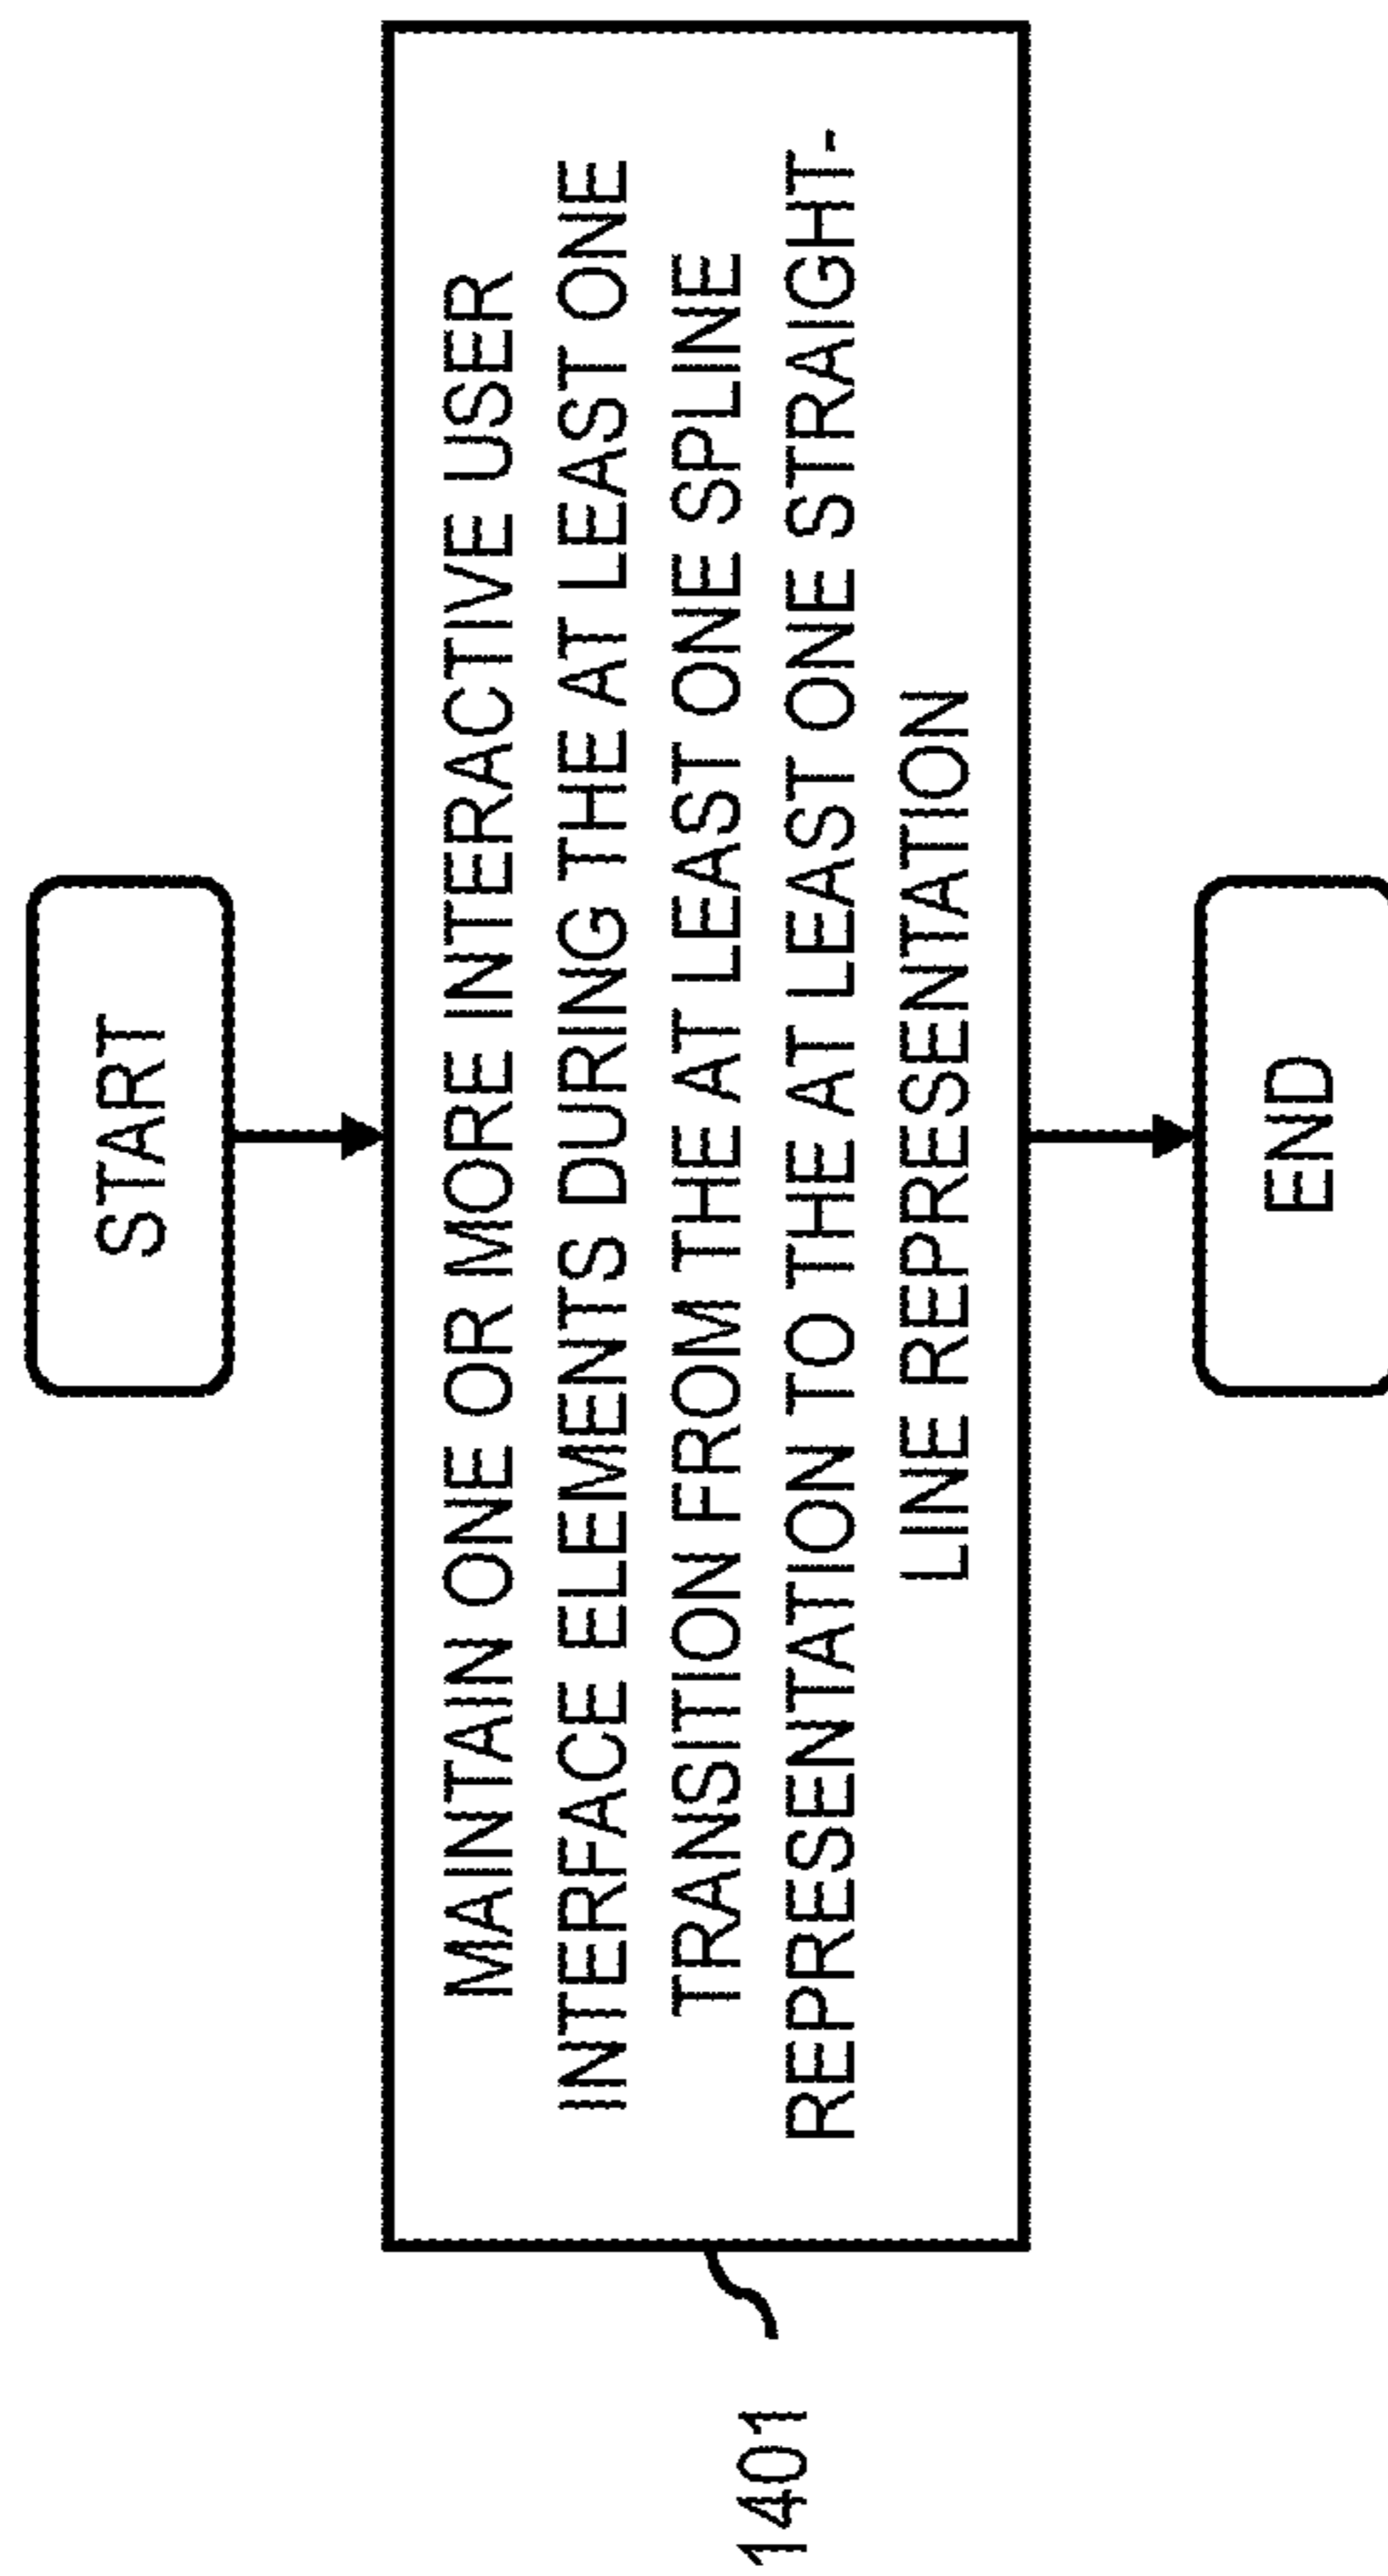 START
MAINTAIN ONE OR MORE INTERACTIVE USER
INTERFACE ELEMENTS DURING THE AT LEAST ONE
TRANSITION FROM THE AT LEAST ONE SPLINE
REPRESENTATION TO THE AT LEAST ONE STRAIGHT-
LINE REPRESENTATION
1401
END